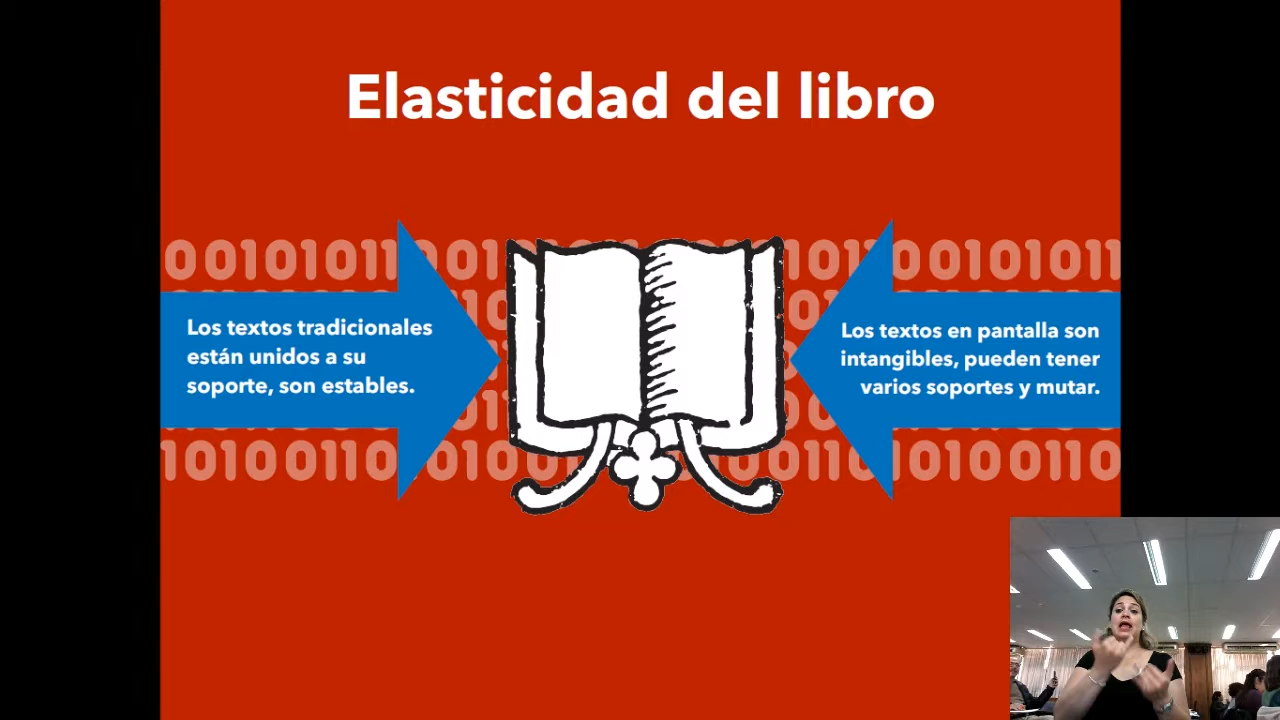 Elasticidad del libro
Los textos tradicionales
están unidos a su
soporte, son estables.
Los textos en pantalla son
intangibles, pueden tener
varios soportes y mutar.